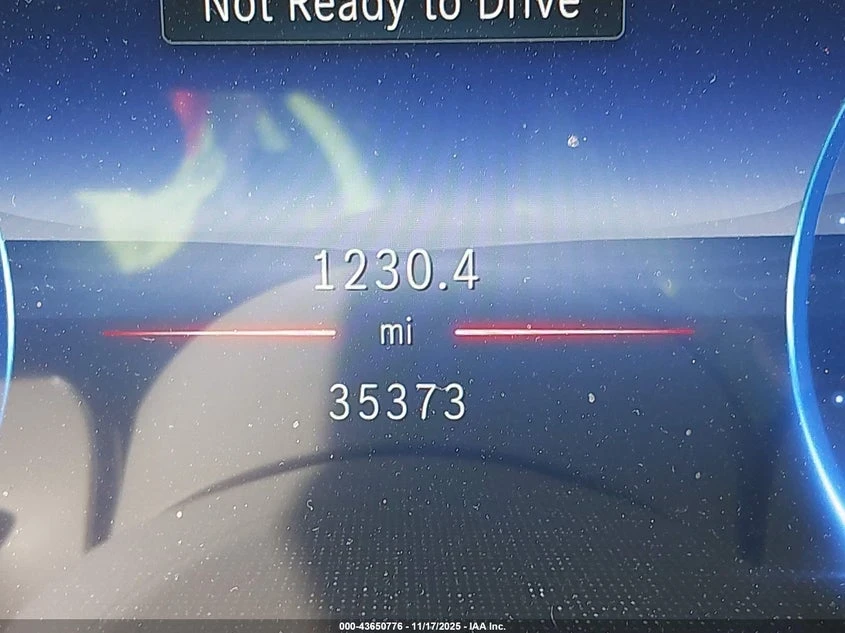 Not Ready to Drive
1230.4
mi
35373
000-43650776 - 11/17/2025 - IAA Inc.